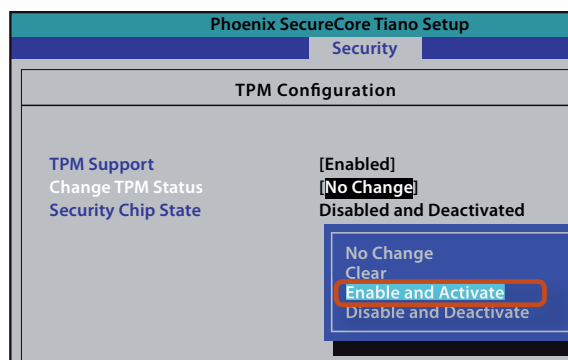 Phoenix SecureCore Tiano Setup
Security
TPM Configuration
TPM Support [Enabled]
Change TPM Status [No Change]
Security Chip State Disabled and Deactivated
No Change
Clear
Enable and Activate
Disable and Deactivate